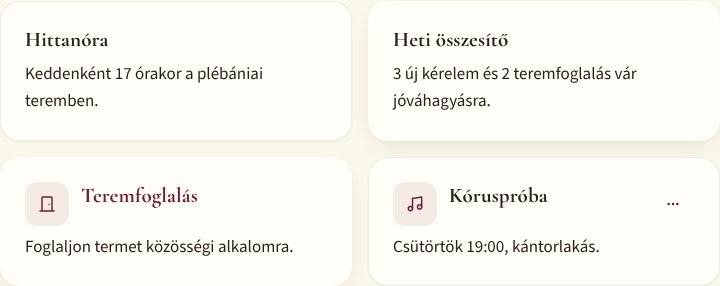 Hittanóra
Keddenként 17 órakor a plébániai
teremben.
Heti összesítő
3 új kérelem és 2 teremfoglalás vár
jóváhagyásra.
Teremfoglalás
Foglaljon termet közösségi alkalomra.
Kóruspróba
...
Csütörtök 19:00, kántorlakás.